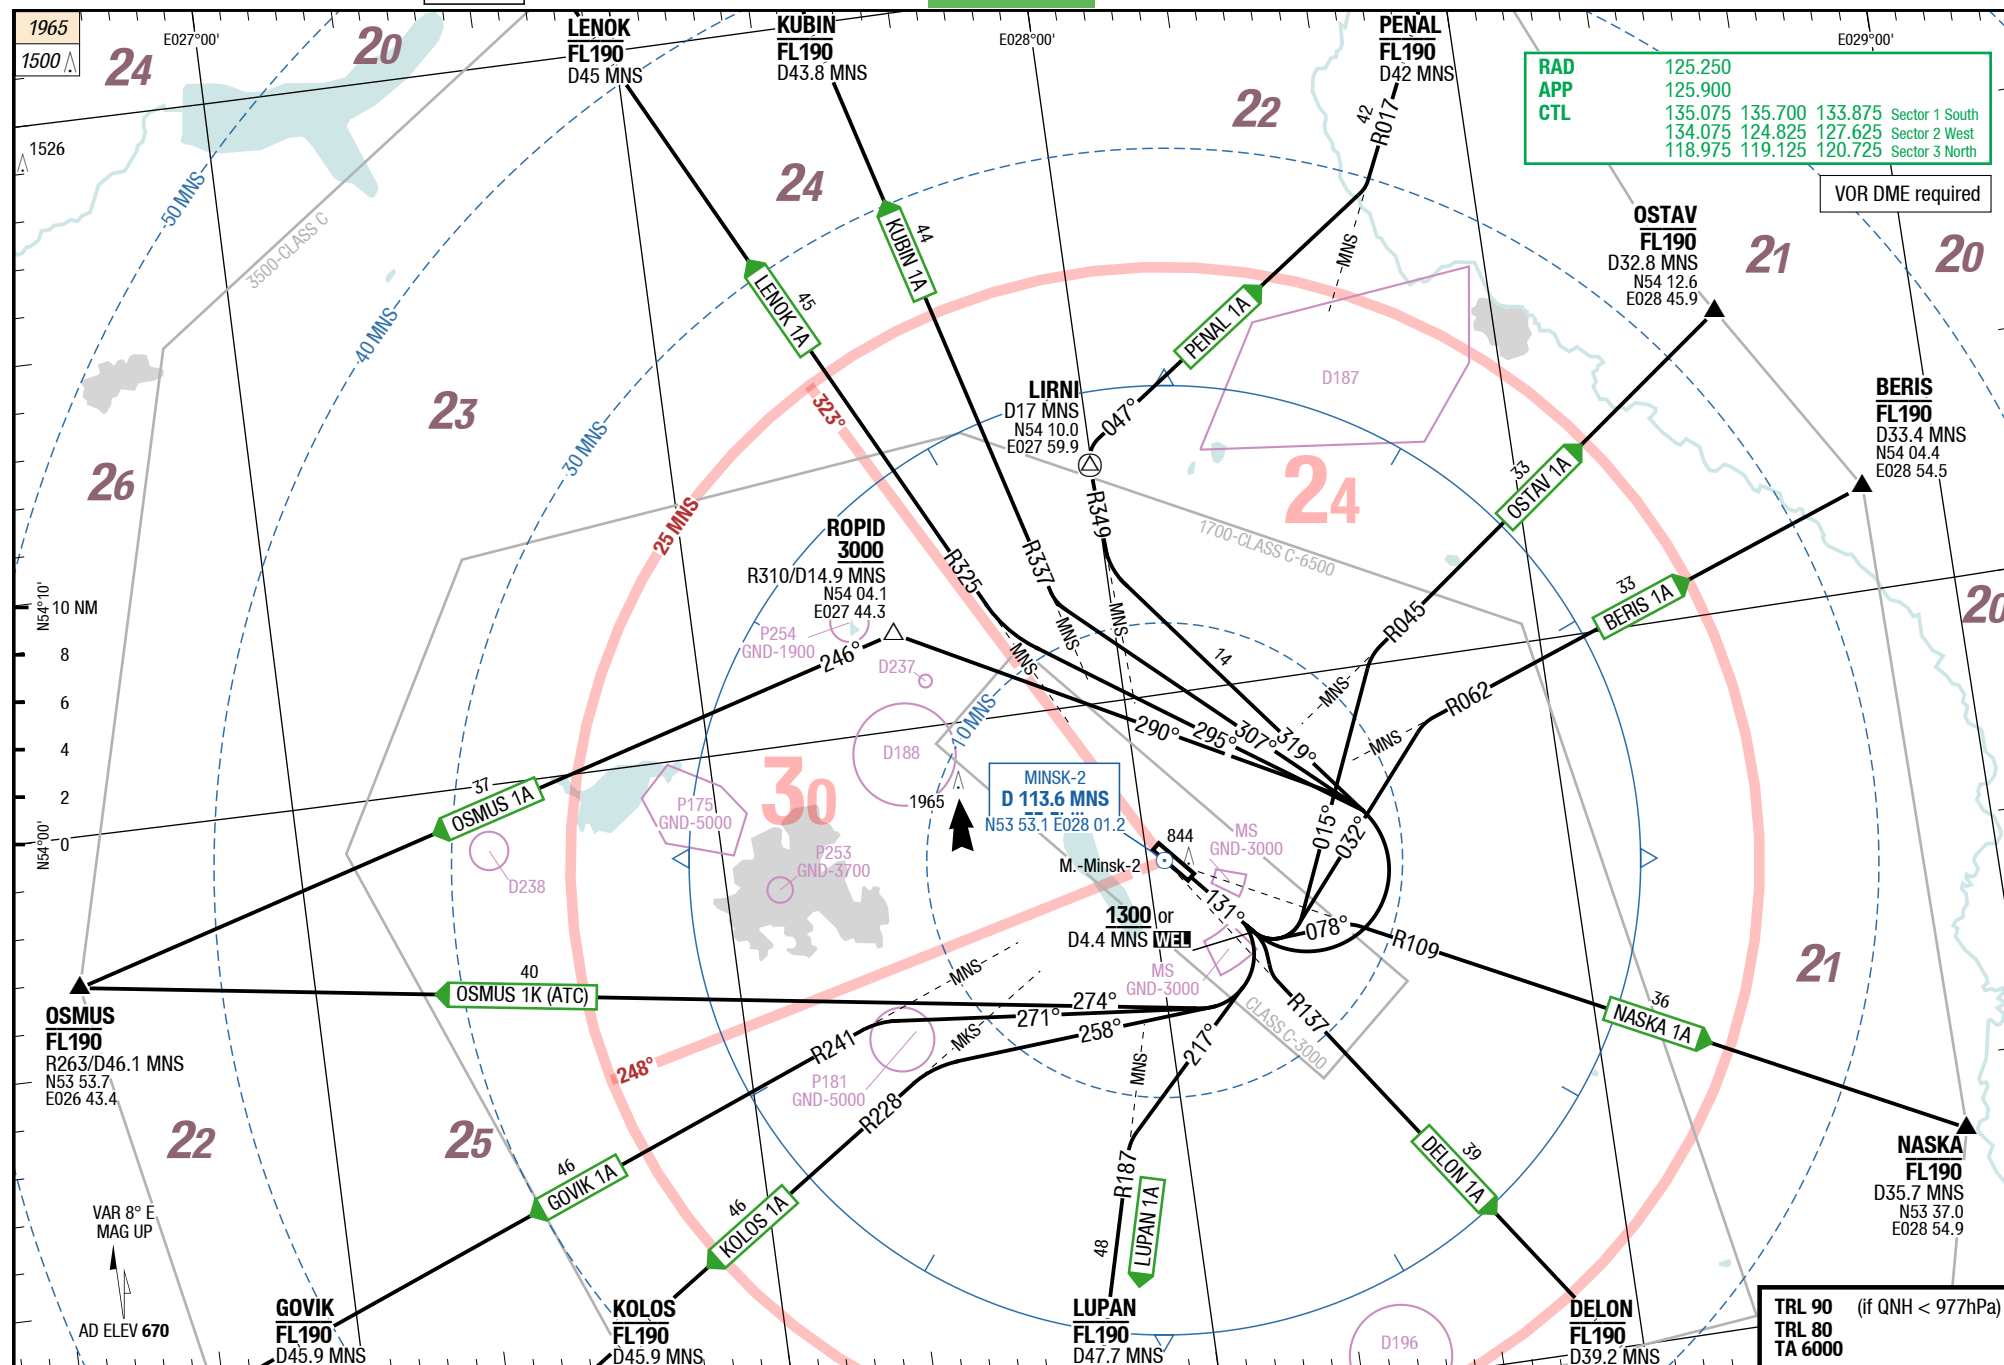 1965
1500
24
20
E027°00'
LENOK
FL190
D45 MNS
KUBIN
FL190
D43.8 MNS
E028°00'
PENAL
FL190
D42 MNS
E029°00'
RAD 125.250
APP 125.900
CTL 135.075 135.700 133.875 Sector 1 South
134.075 124.825 127.625 Sector 2 West
118.975 119.125 120.725 Sector 3 North
VOR DME required
1526
22
42
R017
24
50 MNS
3500-CLASS C
40 MNS
30 MNS
25 MNS
KUBIN 1A
44
LENOK 1A
45
MNS
PENAL 1A
D187
OSTAV
FL190
D32.8 MNS
N54 12.6
E028 45.9
21
20
BERIS
FL190
D33.4 MNS
N54 04.4
E028 54.5
23
26
323°
LIRNI
D17 MNS
N54 10.0
E027 59.9
047°
R349
24
1700-CLASS C-6500
33
OSTAV 1A
33
BERIS 1A
20
ROPID
3000
R310/D14.9 MNS
N54 04.1
E027 44.3
R325
R337
P254
GND-1900
246°
D237
MNS
MNS
MNS
14
R045
MNS
R062
MNS
N54°10'
10 NM
8
6
4
2
0
N54°00'
10 MNS
290°
295°
307°
319°
D188
30
37
OSMUS 1A
P175
GND-5000
1965
MINSK-2
D 113.6 MNS
N53 53.1 E028 01.2
844
MS
GND-3000
015°
032°
D238
P253
GND-3700
M.-Minsk-2
131°
1300 or
D4.4 MNS WEL
078°
R109
MS
GND-3000
CLASS C-3000
40
OSMUS 1K (ATC)
MNS
274°
271°
258°
MKS
R241
R228
217°
MNS
R137
36
NASKA 1A
21
OSMUS
FL190
R263/D46.1 MNS
N53 53.7
E026 43.4
248°
P181
GND-5000
22
25
46
GOVIK 1A
46
KOLOS 1A
R187
48
LUPAN 1A
39
DELON 1A
NASKA
FL190
D35.7 MNS
N53 37.0
E028 54.9
VAR 8° E
MAG UP
AD ELEV 670
GOVIK
FL190
D45.9 MNS
KOLOS
FL190
D45.9 MNS
LUPAN
FL190
D47.7 MNS
D196
DELON
FL190
D39.2 MNS
TRL 90 (if QNH < 977hPa)
TRL 80
TA 6000